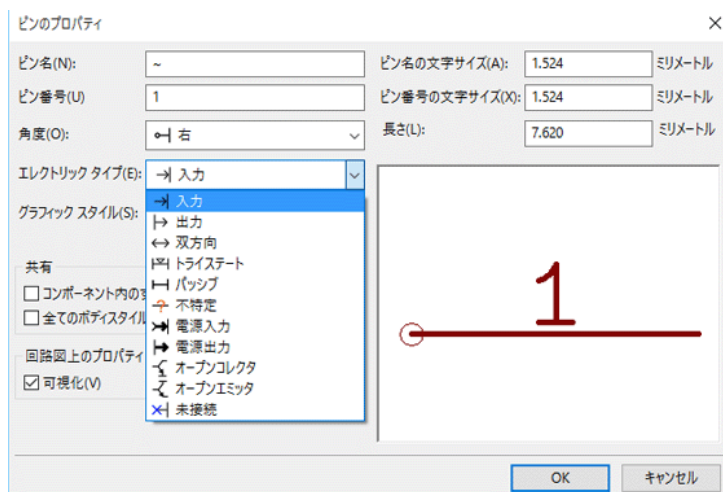 ピンのプロパティ
ピン名(N): ~ ピン名の文字サイズ(A): 1.524 ミリメートル
ピン番号(U) 1 ピン番号の文字サイズ(X): 1.524 ミリメートル
角度(O): 右 長さ(L): 7.620 ミリメートル
エレクトリック タイプ(E): 入力
グラフィック スタイル(S):
入力
出力
双方向
トライステート
パッシブ
不特定
電源入力
電源出力
オープンコレクタ
オープンエミッタ
未接続
共有
コンポーネント内の
全てのボディスタイル
回路図上のプロパティ
可視化(V)
1
OK キャンセル